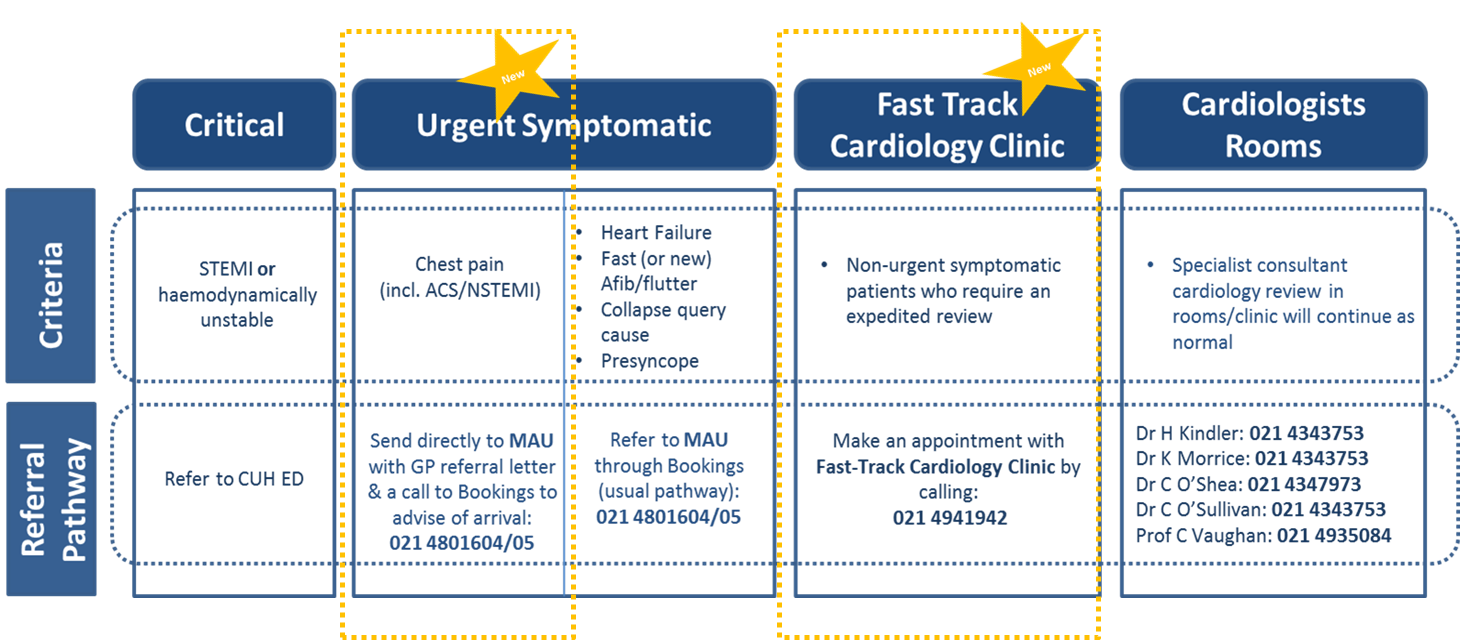 New
New
Critical
Urgent Symptomatic
Fast Track
Cardiology Clinic
Cardiologists
Rooms
Criteria
STEMI or
haemodynamically
unstable
Chest pain
(incl. ACS/NSTEMI)
• Heart Failure
• Fast (or new)
Afib/flutter
• Collapse query
cause
• Presyncope
• Non-urgent symptomatic
patients who require an
expedited review
• Specialist consultant
cardiology review in
rooms/clinic will continue as
normal
Referral
Pathway
Refer to CUH ED
Send directly to MAU
with GP referral letter
& a call to Bookings to
advise of arrival:
021 4801604/05
Refer to MAU
through Bookings
(usual pathway):
021 4801604/05
Make an appointment with
Fast-Track Cardiology Clinic by
calling:
021 4941942
Dr H Kindler: 021 4343753
Dr K Morrice: 021 4343753
Dr C O’Shea: 021 4347973
Dr C O’Sullivan: 021 4343753
Prof C Vaughan: 021 4935084